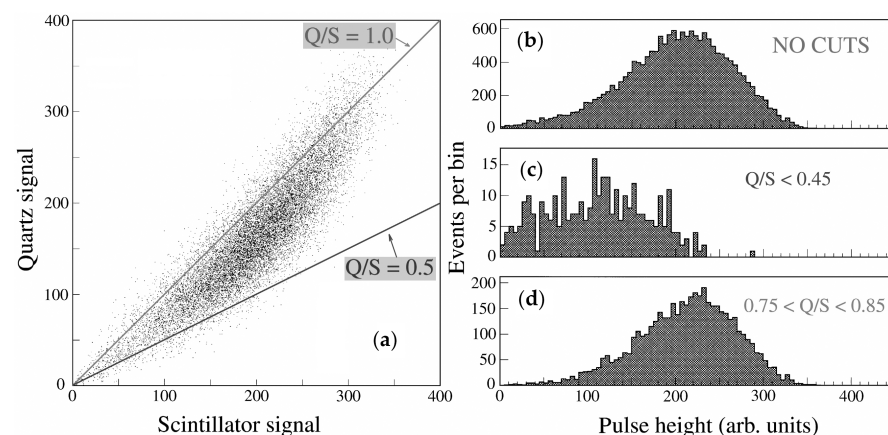 400
300
200
100
0
0
100
200
300
400
Quartz signal
Scintillator signal
Q/S = 1.0
Q/S = 0.5
(a)
Events per bin
600
400
200
0
(b)
NO CUTS
15
10
5
0
(c)
Q/S < 0.45
200
150
100
50
0
(d)
0.75 < Q/S < 0.85
0
100
200
300
400
Pulse height (arb. units)